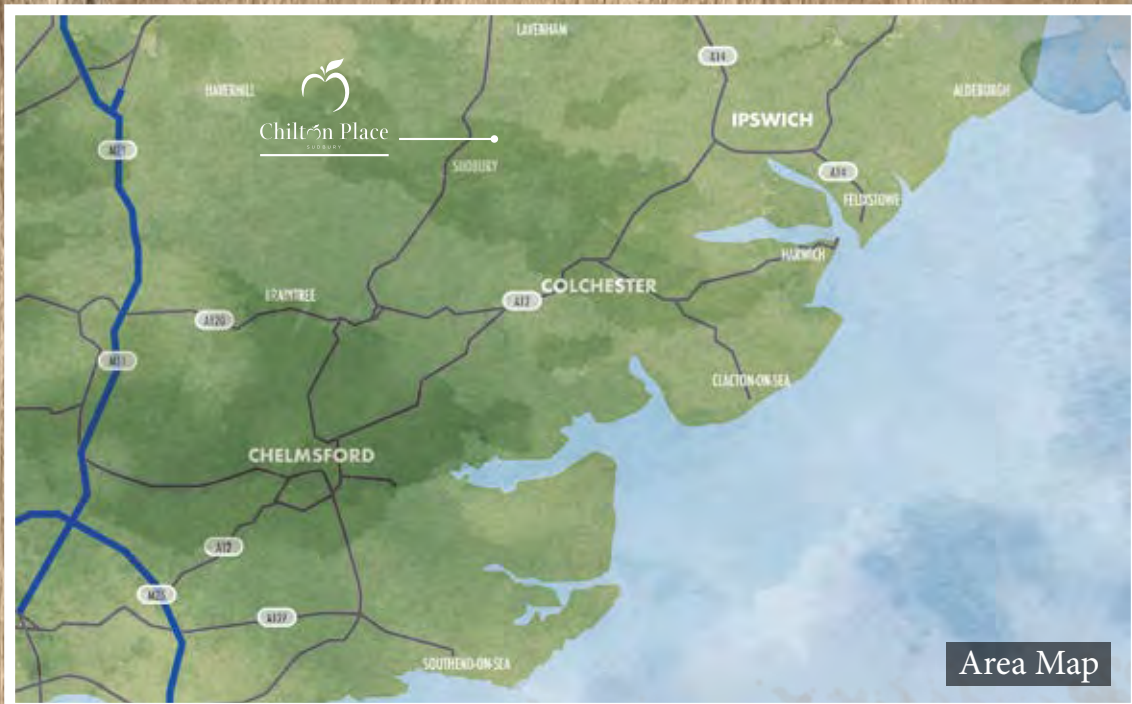 LAVENHAM
A14
HAVERHILL
ALDEBURGH
IPSWICH
Chilton Place
SUDBURY
M11
SUDBURY
A14
FELIXSTOWE
HARWICH
COLCHESTER
BRAINTREE
A12
A120
M11
CLACTON-ON-SEA
CHELMSFORD
A12
M25
A127
SOUTHEND-ON-SEA
Area Map